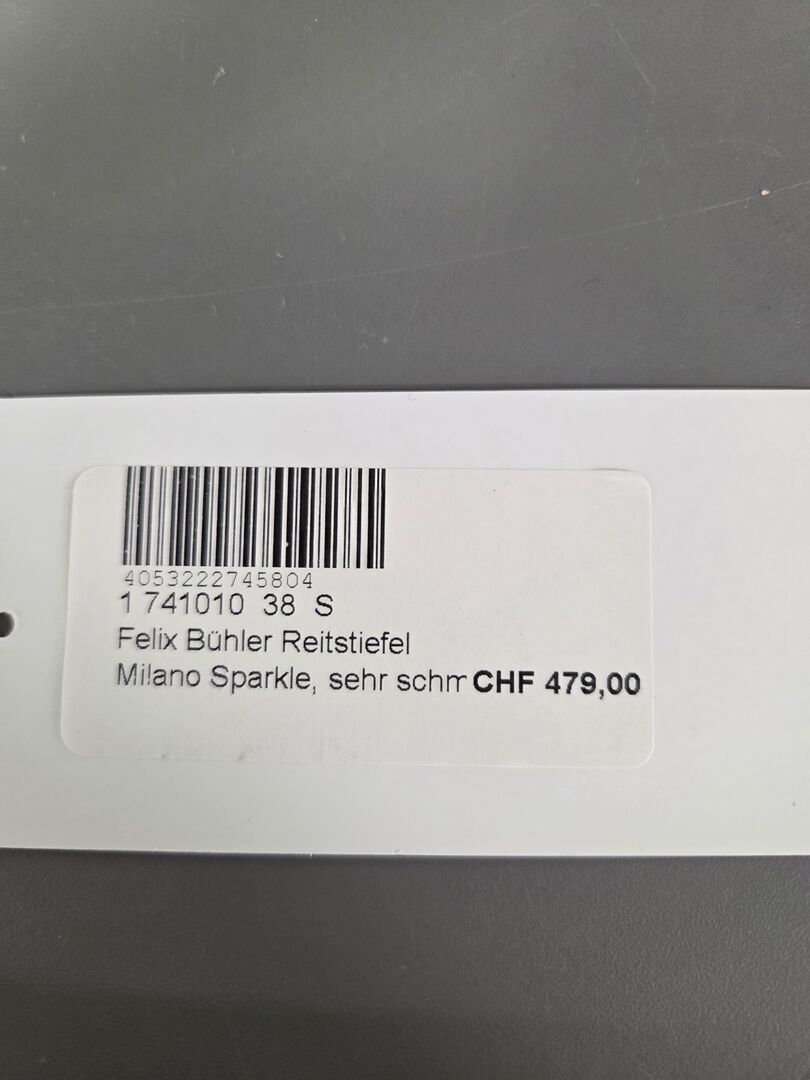 4053222745804
1 741010 38 S
Felix Bühler Reitstiefel
Milano Sparkle, sehr schm CHF 479,00